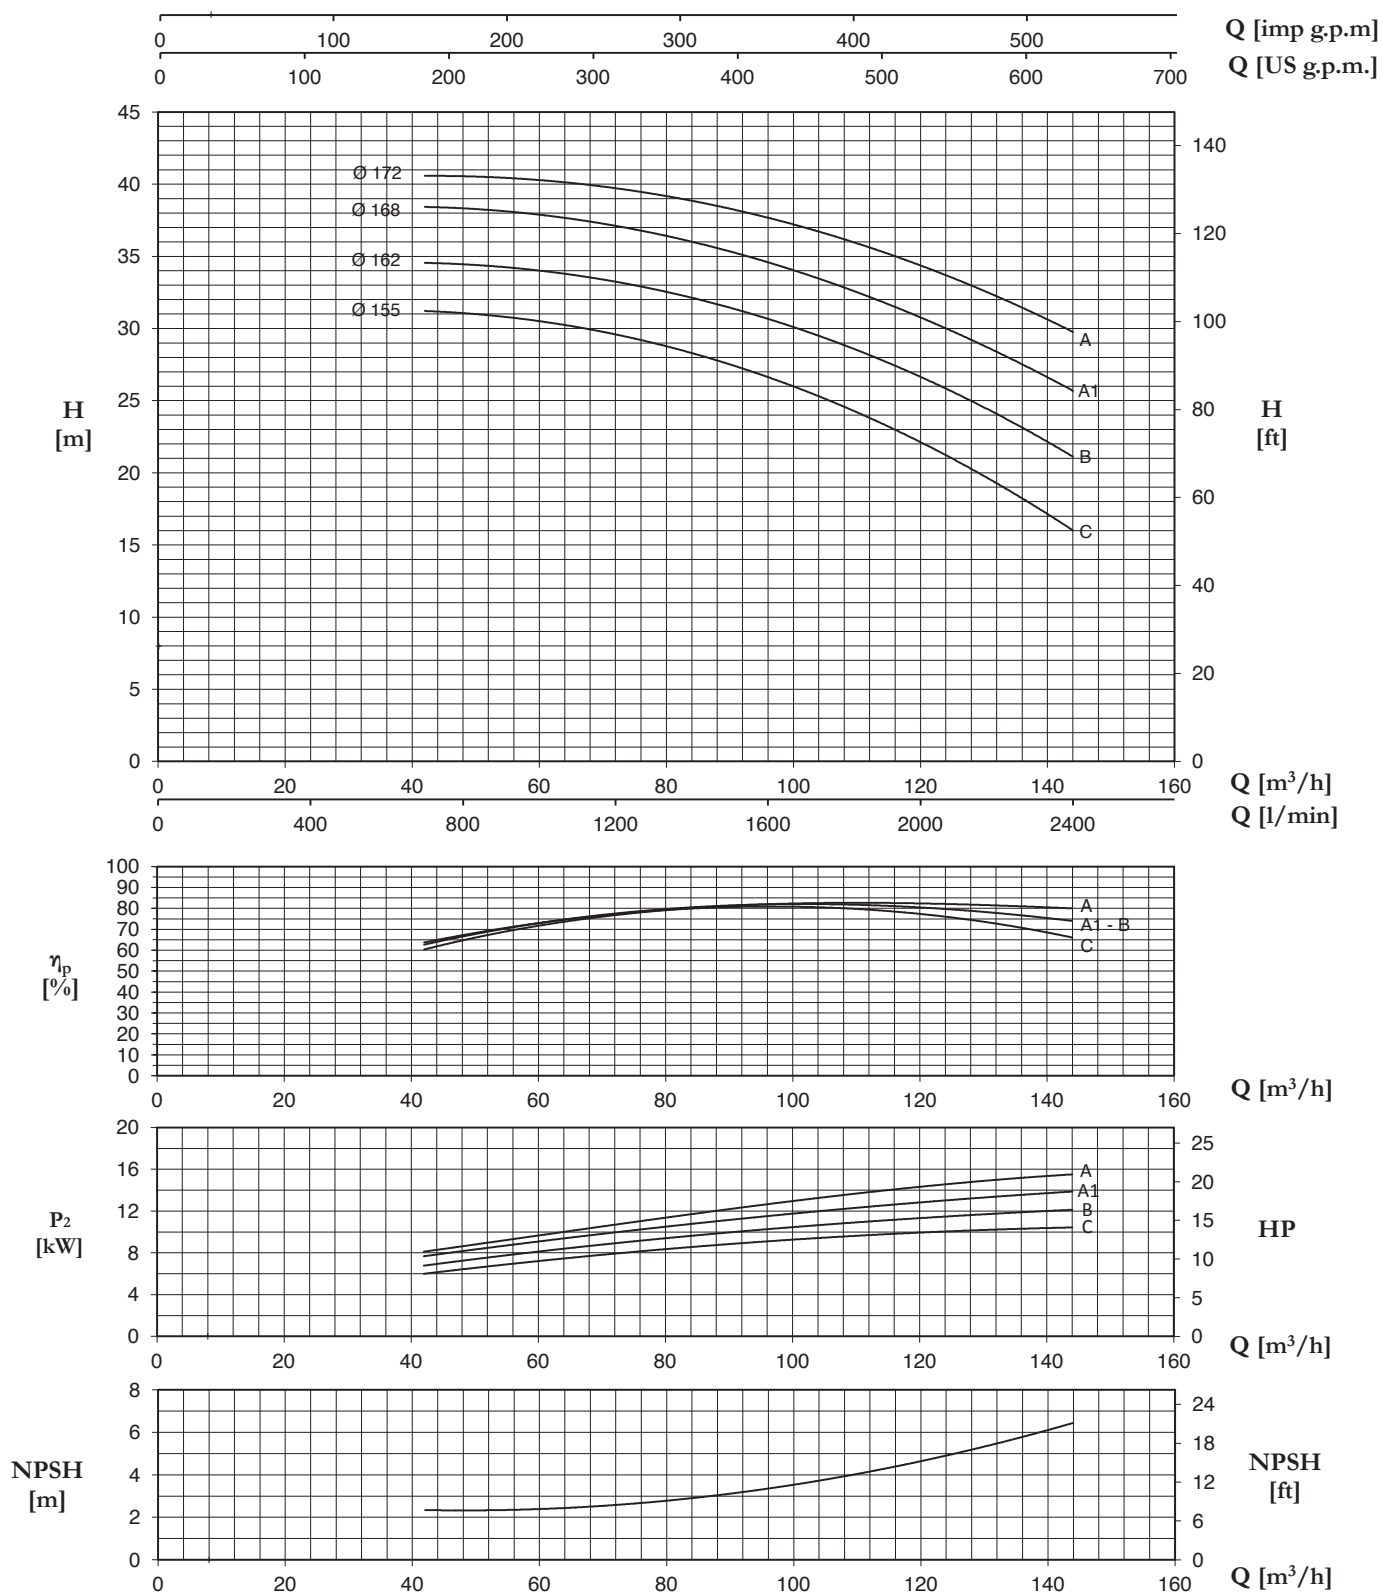 0 100 200 300 400 500 Q [imp g.p.m]
0 100 200 300 400 500 600 700 Q [US g.p.m.]
45
140
Ø 172
40
Ø 168
120
35
Ø 162
Ø 155
30
100
A
A1
25
H
[m]
80
H
[ft]
B
20
60
C
15
40
10
20
5
0
0
0 20 40 60 80 100 120 140 160 Q [m³/h]
0 400 800 1200 1600 2000 2400 Q [l/min]
100
90
80
70
60
50
40
30
20
10
0
ηp
[%]
A
A1 - B
C
0 20 40 60 80 100 120 140 160 Q [m³/h]
20
16
12
8
4
0
P2
[kW]
A
A1
B
C
25
20
15
10
5
0
HP
0 20 40 60 80 100 120 140 160 Q [m³/h]
8
6
4
2
0
NPSH
[m]
24
18
12
6
0
NPSH
[ft]
0 20 40 60 80 100 120 140 160 Q [m³/h]